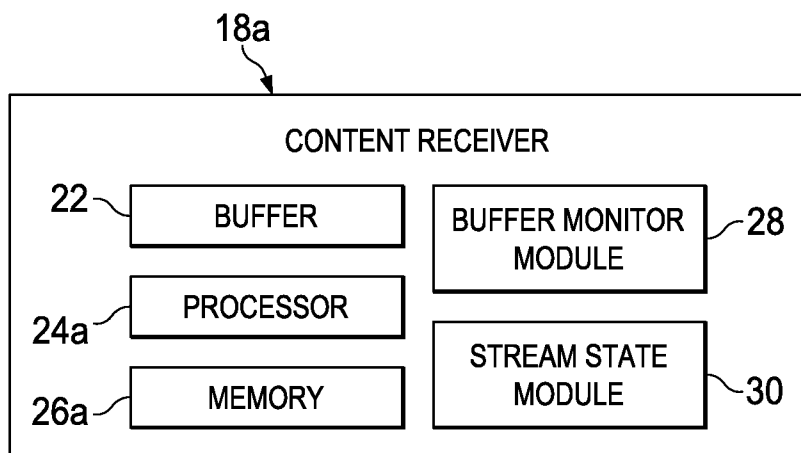 18a
CONTENT RECEIVER
22
BUFFER
24a
PROCESSOR
26a
MEMORY
BUFFER MONITOR
MODULE
28
STREAM STATE
MODULE
30